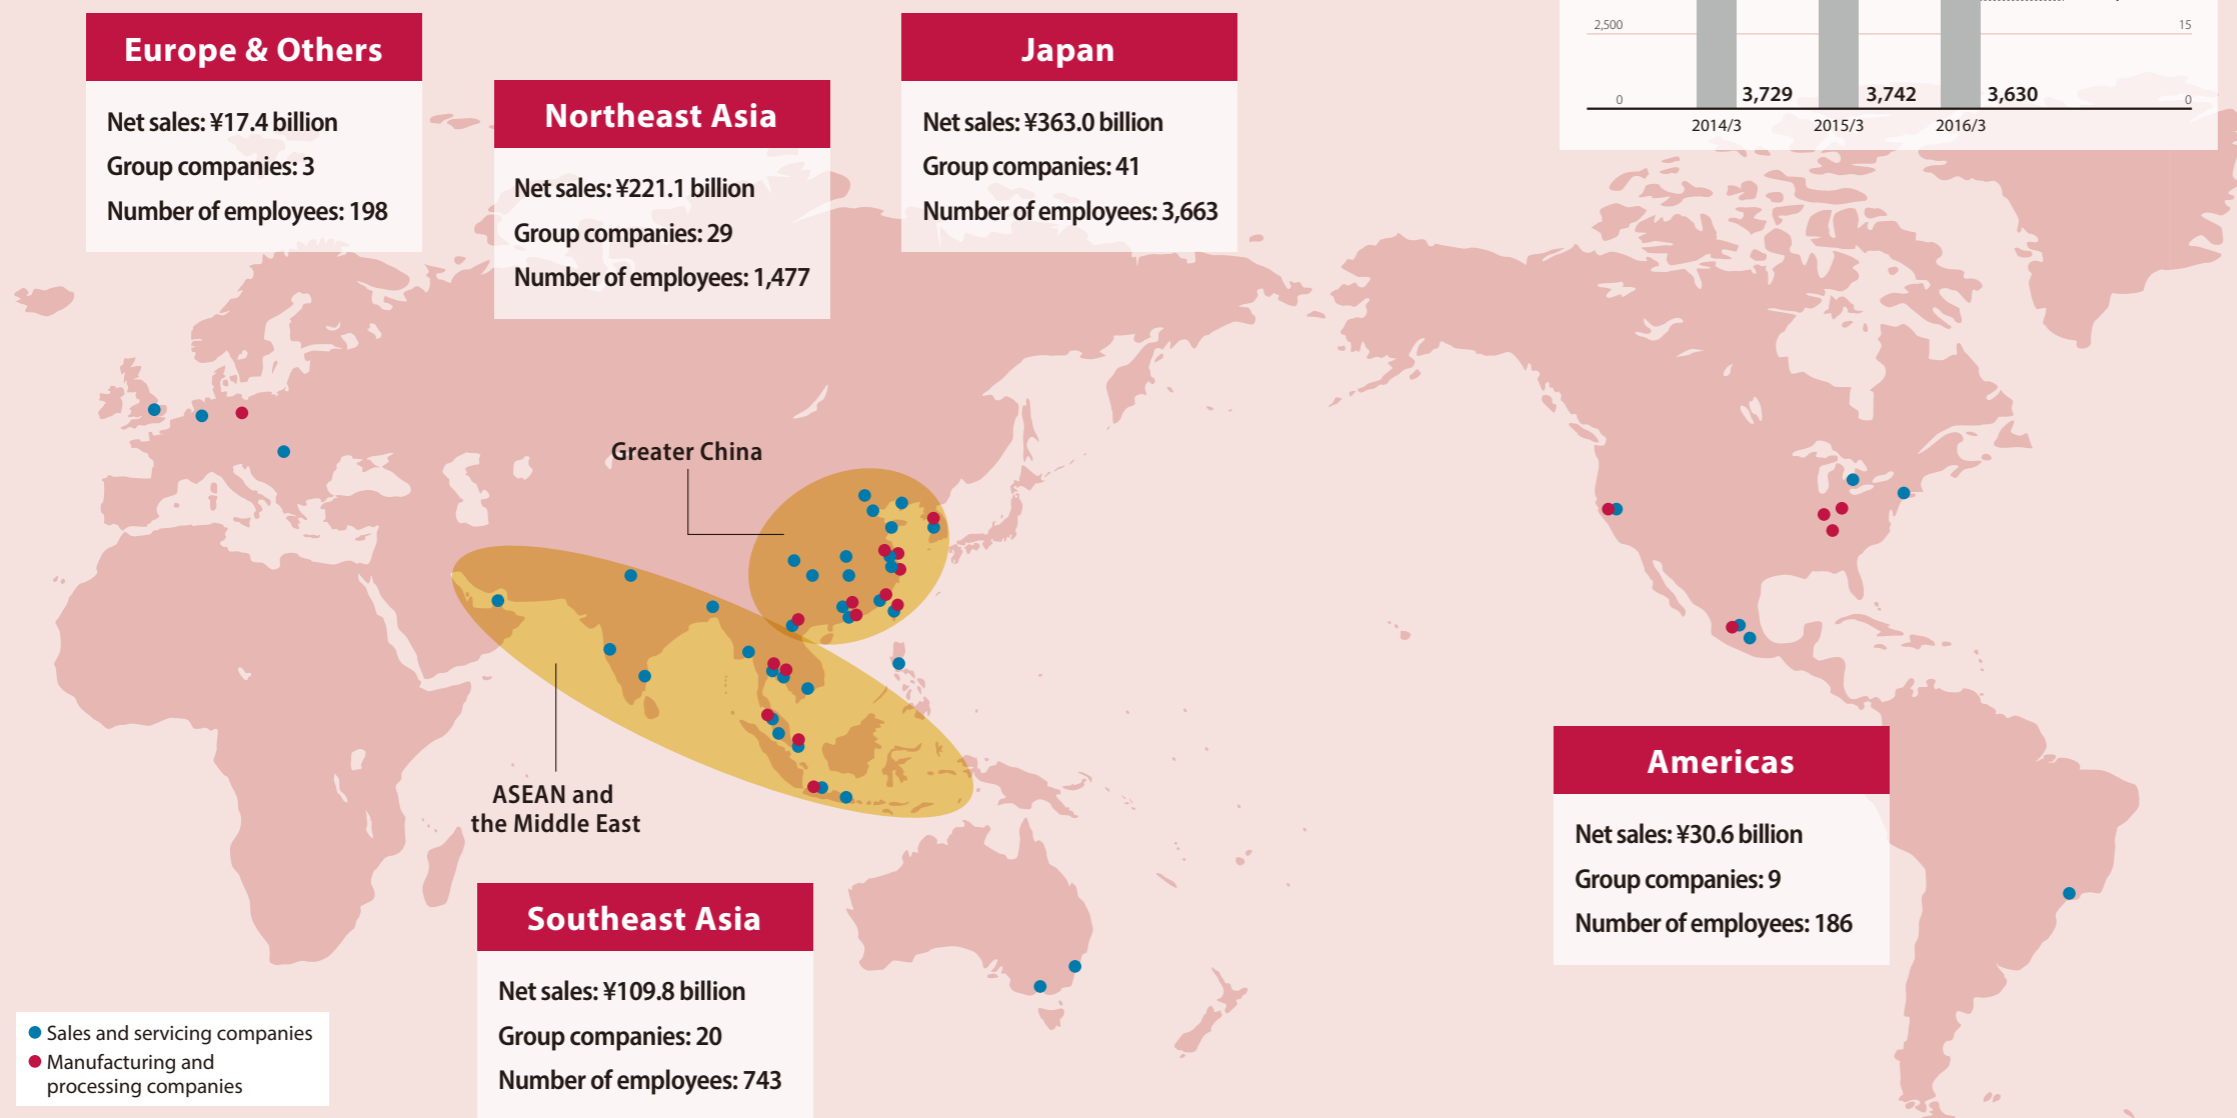 Europe & Others
Net sales: ¥17.4 billion
Group companies: 3
Number of employees: 198
Northeast Asia
Net sales: ¥221.1 billion
Group companies: 29
Number of employees: 1,477
Japan
Net sales: ¥363.0 billion
Group companies: 41
Number of employees: 3,663
2,500
15
0
3,729
3,742
3,630
0
2014/3
2015/3
2016/3
Greater China
ASEAN and
the Middle East
Americas
Net sales: ¥30.6 billion
Group companies: 9
Number of employees: 186
Southeast Asia
Net sales: ¥109.8 billion
Group companies: 20
Number of employees: 743
Sales and servicing companies
Manufacturing and
processing companies